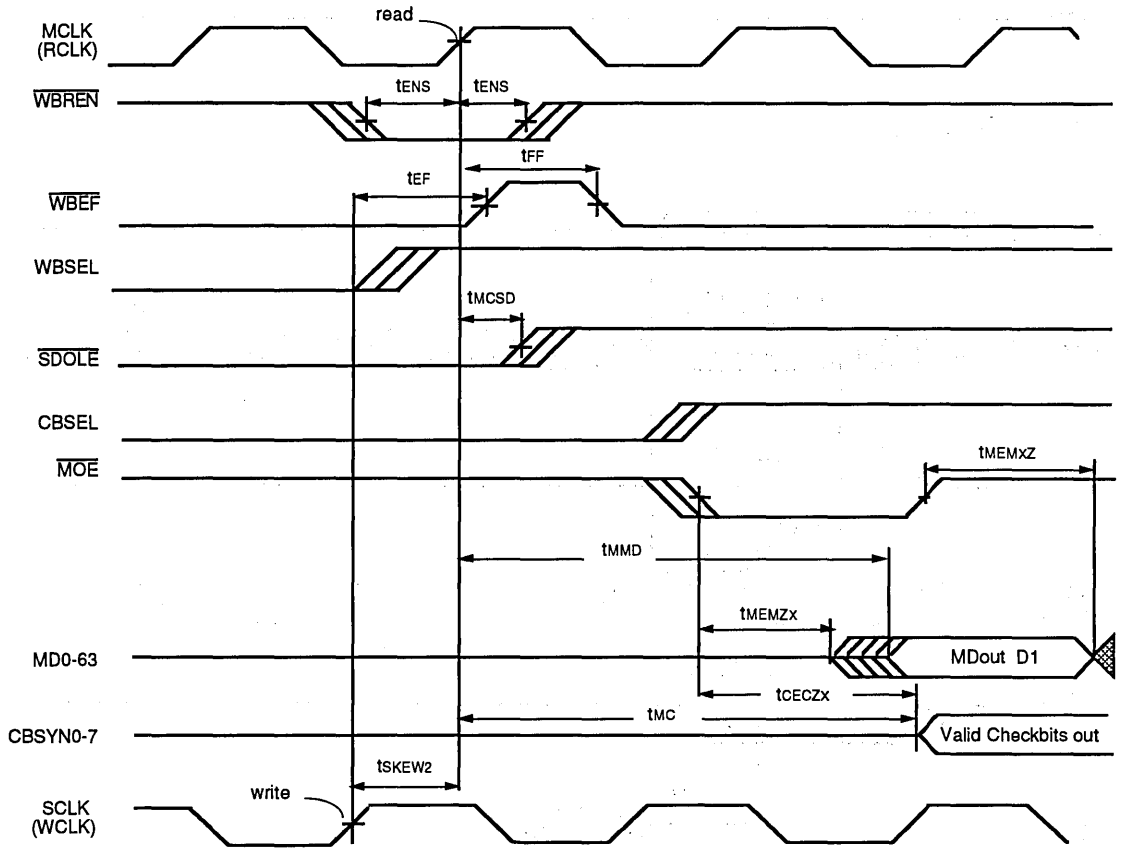 read
MCLK
(RCLK)
tENS
tENS
WBREN
tFF
tEF
WBEF
WBSEL
tMCSD
SDOLE
CBSEL
MOE
tMEMxZ
tMMD
tMEMZx
MD0-63
MDout D1
tCECZx
tMC
CBSYN0-7
Valid Checkbits out
tSKEW2
write
SCLK
(WCLK)